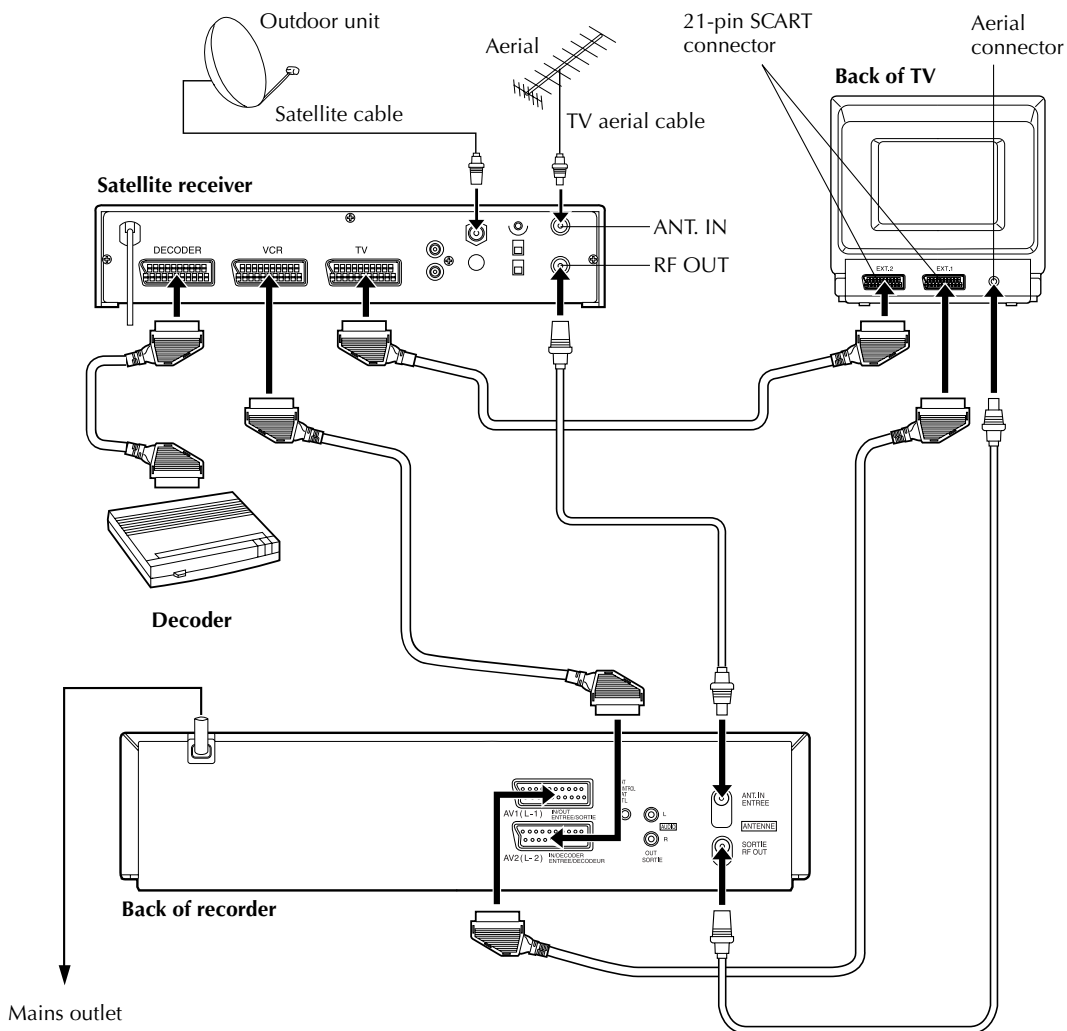 Outdoor unit
Aerial
21-pin SCART
connector
Aerial
connector
Back of TV
Satellite cable
TV aerial cable
Satellite receiver
ANT. IN
RF OUT
DECODER
VCR
TV
EXT.2
EXT.1
Decoder
AV1 (L-1)
IN/OUT
ENTREE/SORTIE
AV2 (L-2)
IN/DECODER
ENTREE/DECODEUR
L
AUDIO
R
OUT
SORTIE
ANT. IN
ENTREE
ANTENNE
SORTIE
RF OUT
Back of recorder
Mains outlet